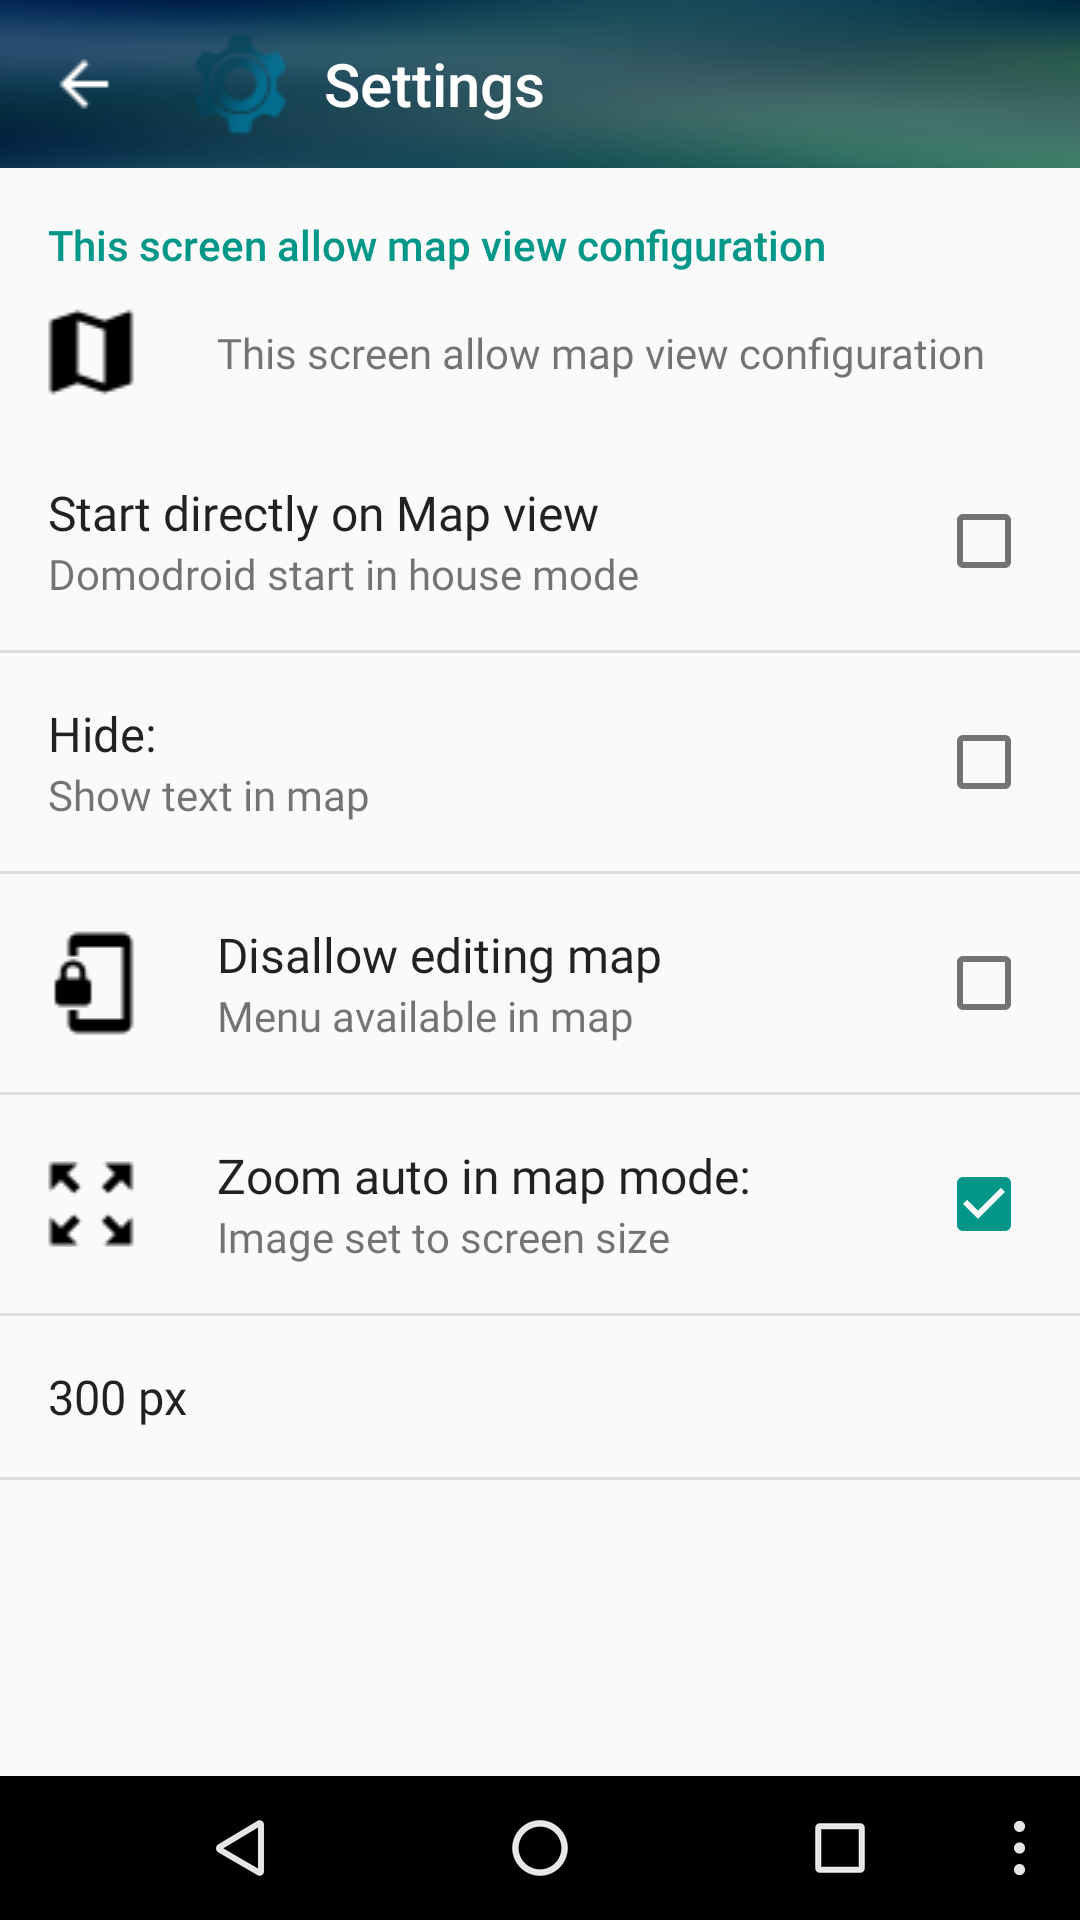 Settings
This screen allow map view configuration
This screen allow map view configuration
Start directly on Map view
Domodroid start in house mode
Hide:
Show text in map
Disallow editing map
Menu available in map
Zoom auto in map mode:
Image set to screen size
300 px